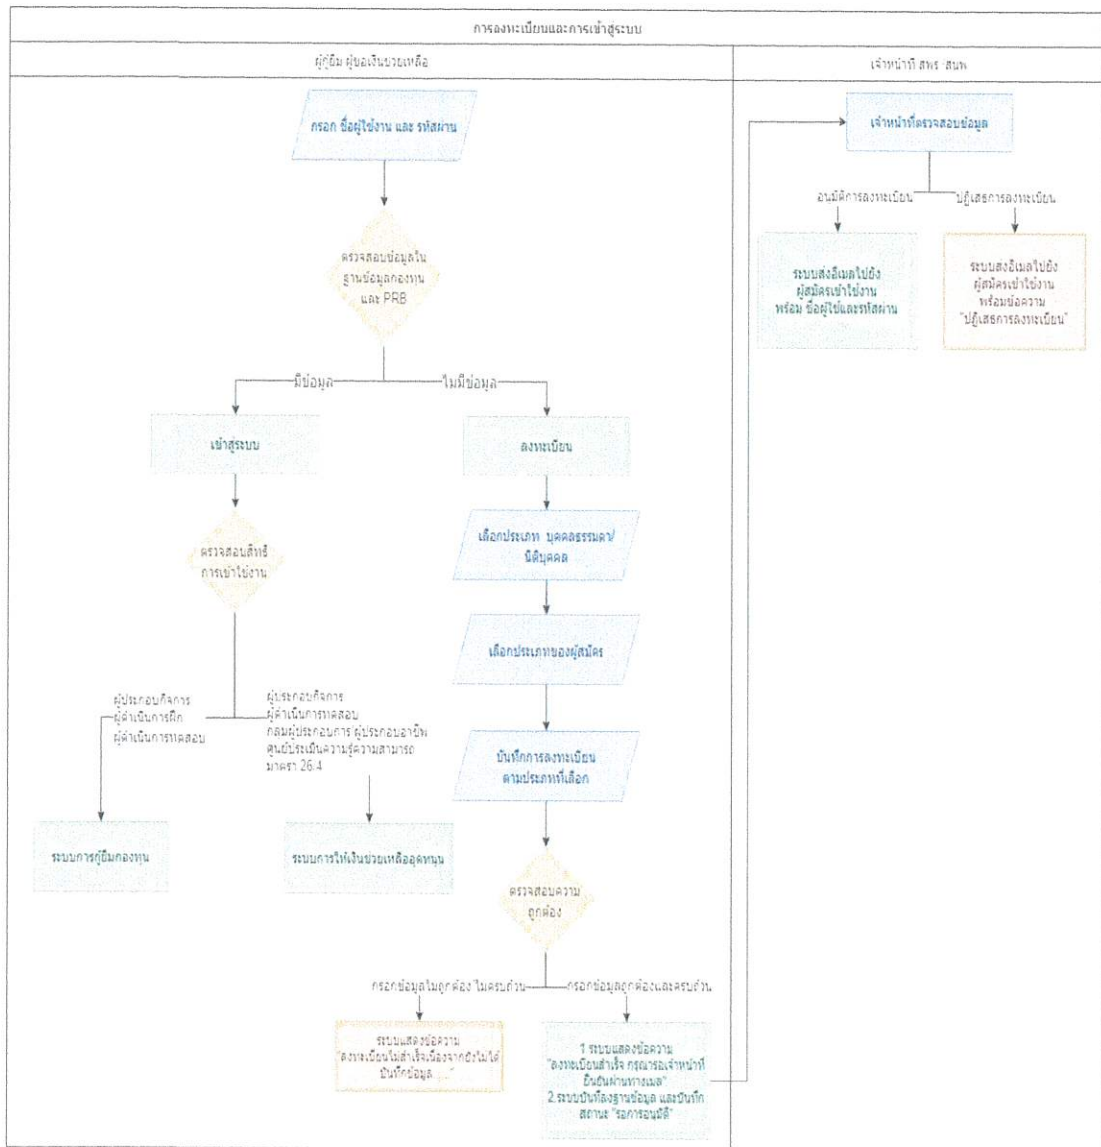 การลงทะเบียนและการเข้าสู่ระบบ
ผู้กู้ยืม ผู้ขอเงินช่วยเหลือ
เจ้าหน้าที่ สพร. สนพ
กรอก ชื่อผู้ใช้งาน และ รหัสผ่าน
ตรวจสอบข้อมูลใน
ฐานข้อมูลกองทุน
และ PRB
มีข้อมูล
ไม่มีข้อมูล
เข้าสู่ระบบ
ลงทะเบียน
ตรวจสอบสิทธิ
การเข้าใช้งาน
เลือกประเภท บุคคลธรรมดา/
นิติบุคคล
เลือกประเภทของผู้สมัคร
ผู้ประกอบกิจการ
ผู้ดำเนินการฝึก
ผู้ดำเนินการทดสอบ
ผู้ประกอบกิจการ
ผู้ดำเนินการทดสอบ
กลุ่มผู้ประกอบการ ผู้ประกอบอาชีพ
ศูนย์ประเมินความรู้ความสามารถ
มาตรา 26/4
บันทึกการลงทะเบียน
ตามประเภทที่เลือก
ระบบการกู้ยืมกองทุน
ระบบการให้เงินช่วยเหลืออุดหนุน
ตรวจสอบความ
ถูกต้อง
กรอกข้อมูลไม่ถูกต้อง ไม่ครบถ้วน
กรอกข้อมูลถูกต้องและครบถ้วน
ระบบแสดงข้อความ
"ลงทะเบียนไม่สำเร็จเนื่องจากยังไม่ได้
บันทึกข้อมูล....."
1 ระบบแสดงข้อความ
"ลงทะเบียนสำเร็จ กรุณารอเจ้าหน้าที่
ยืนยันผ่านทางเมล"
2.ระบบบันทึกลงฐานข้อมูล และบันทึก
สถานะ "รอการอนุมัติ"
เจ้าหน้าที่ตรวจสอบข้อมูล
อนุมัติการลงทะเบียน
ปฏิเสธการลงทะเบียน
ระบบส่งอีเมลไปยัง
ผู้สมัครเข้าใช้งาน
พร้อม ชื่อผู้ใช้และรหัสผ่าน
ระบบส่งอีเมลไปยัง
ผู้สมัครเข้าใช้งาน
พร้อมข้อความ
"ปฏิเสธการลงทะเบียน"